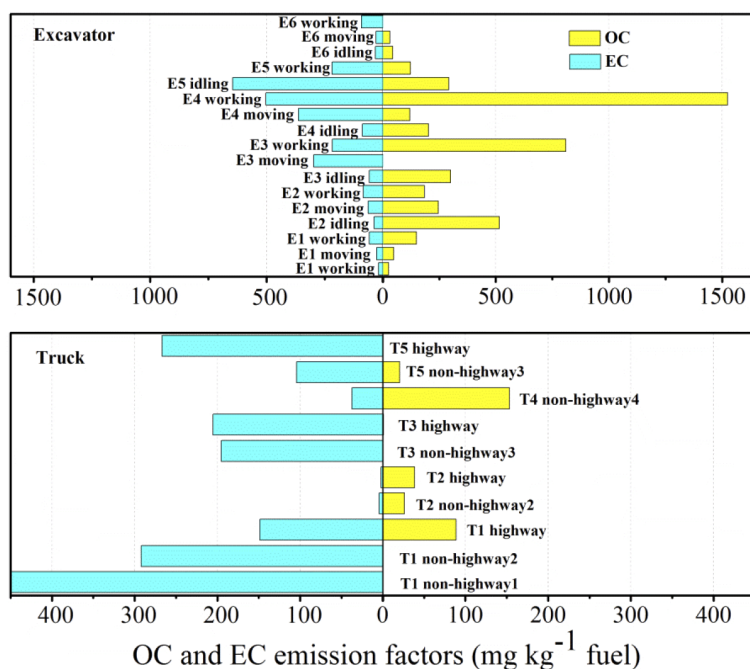 Excavator
OC
EC
E6 working
E6 moving
E6 idling
E5 working
E5 idling
E4 working
E4 moving
E4 idling
E3 working
E3 moving
E3 idling
E2 working
E2 moving
E2 idling
E1 working
E1 moving
E1 working
1500 1000 500 0 500 1000 1500
Truck
T5 highway
T5 non-highway3
T4 non-highway4
T3 highway
T3 non-highway3
T2 highway
T2 non-highway2
T1 highway
T1 non-highway2
T1 non-highway1
400 300 200 100 0 100 200 300 400
OC and EC emission factors (mg kg⁻¹ fuel)